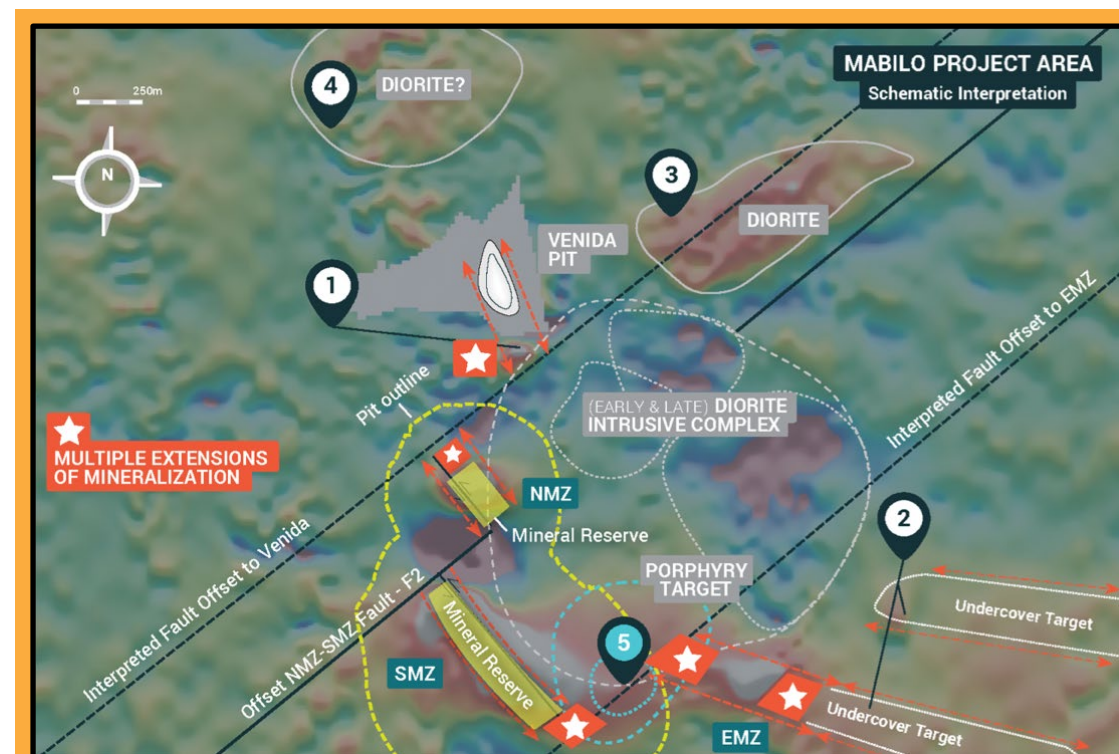 MABILO PROJECT AREA
Schematic Interpretation
0 250m
N
4
DIORITE?
3
DIORITE
VENIDA
PIT
1
Interpreted Fault Offset to EMZ
Pit outline
(EARLY & LATE) DIORITE
INTRUSIVE COMPLEX
MULTIPLE EXTENSIONS
OF MINERALIZATION
NMZ
2
Mineral Reserve
Interpreted Fault Offset to Venida
PORPHYRY
TARGET
Offset NMZ-SMZ Fault - F2
Undercover Target
5
Mineral Reserve
SMZ
Undercover Target
EMZ